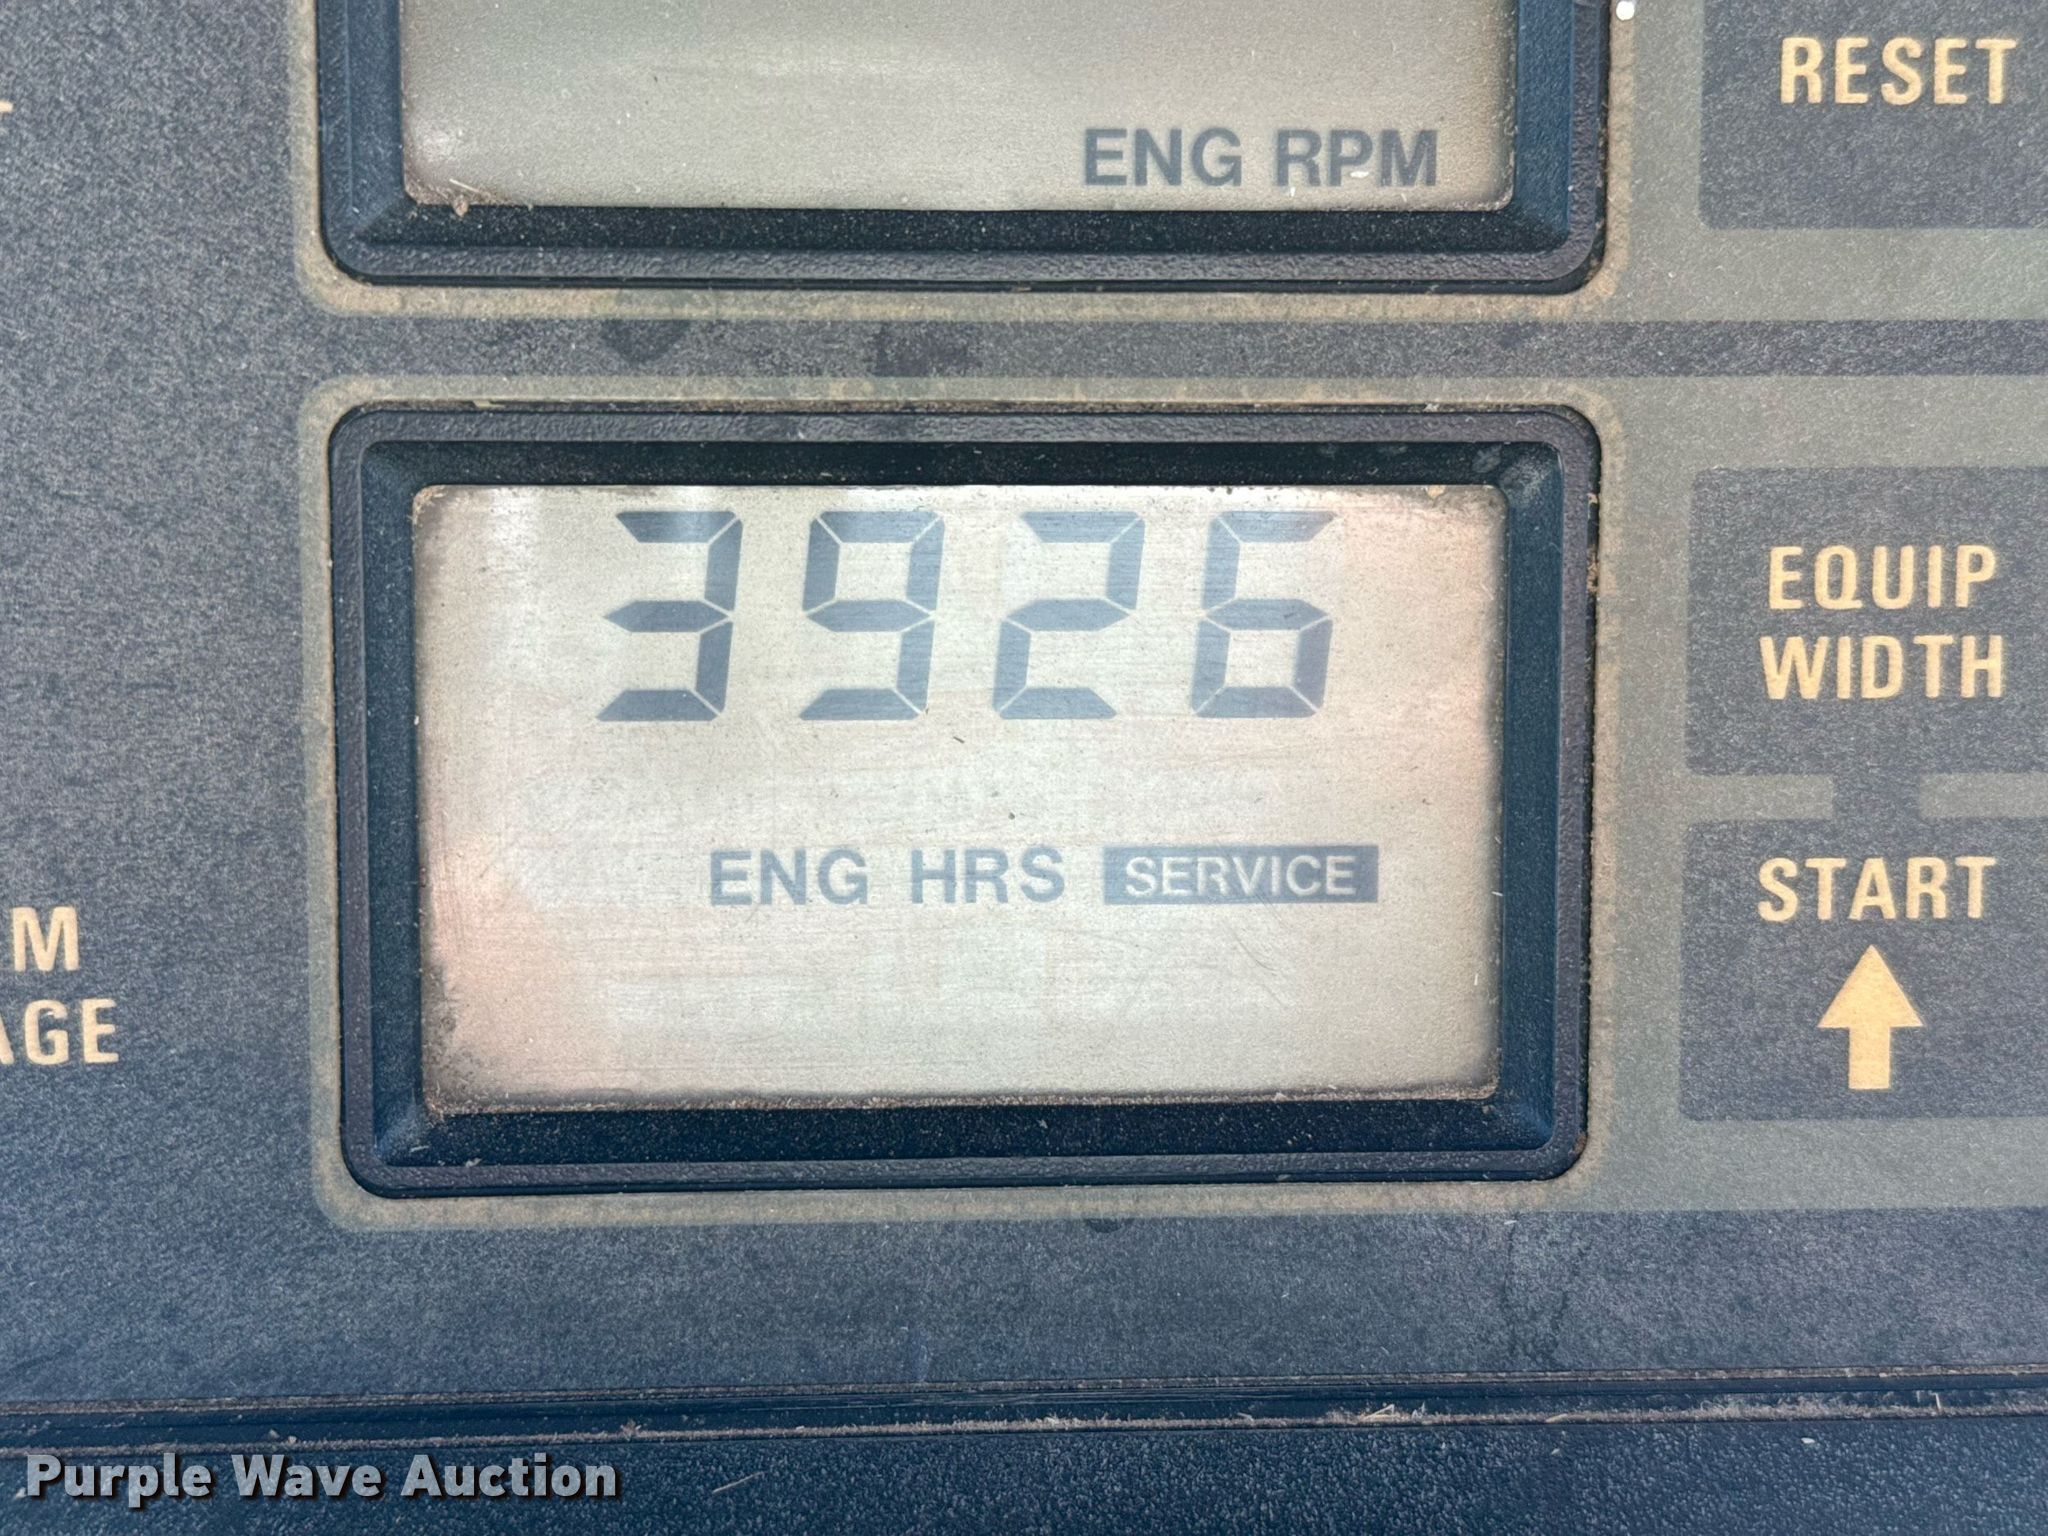 RESET
ENG RPM
3926
EQUIP
WIDTH
ENG HRS SERVICE
START
M
AGE
Purple Wave Auction